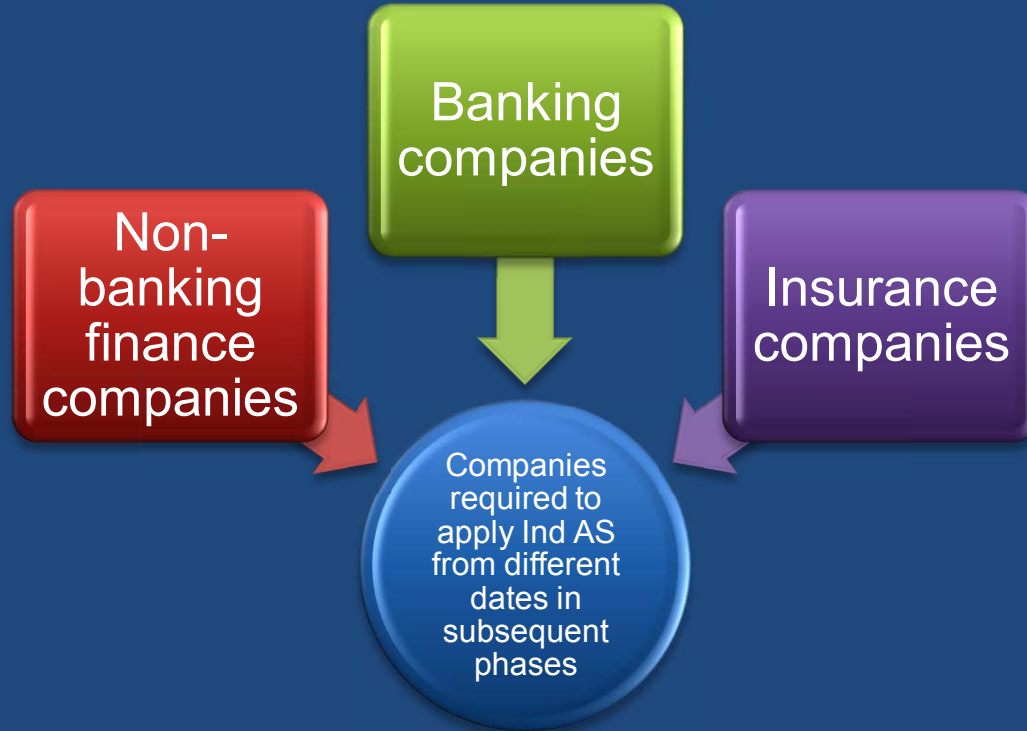 Banking
companies
Non-
banking
finance
companies
Insurance
companies
Companies
required to
apply Ind AS
from different
dates in
subsequent
phases